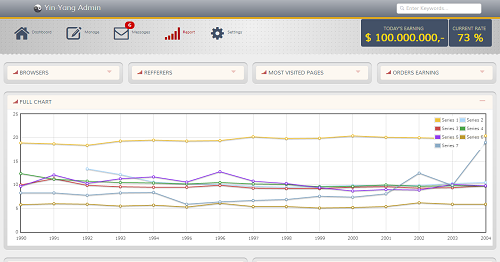 Yin Yang Admin
Enter Keywords...
Dashboard
Manage
6
Messages
Report
Settings
TODAY'S EARNING
$ 100.000.000,-
CURRENT RATE
73 %
BROWSERS
REFFERERS
MOST VISITED PAGES
ORDERS EARNING
FULL CHART
25
20
15
10
5
0
Series 1 Series 2
Series 3 Series 4
Series 5 Series 6
Series 7
1990 1991 1992 1993 1994 1995 1996 1997 1998 1999 2000 2001 2002 2003 2004